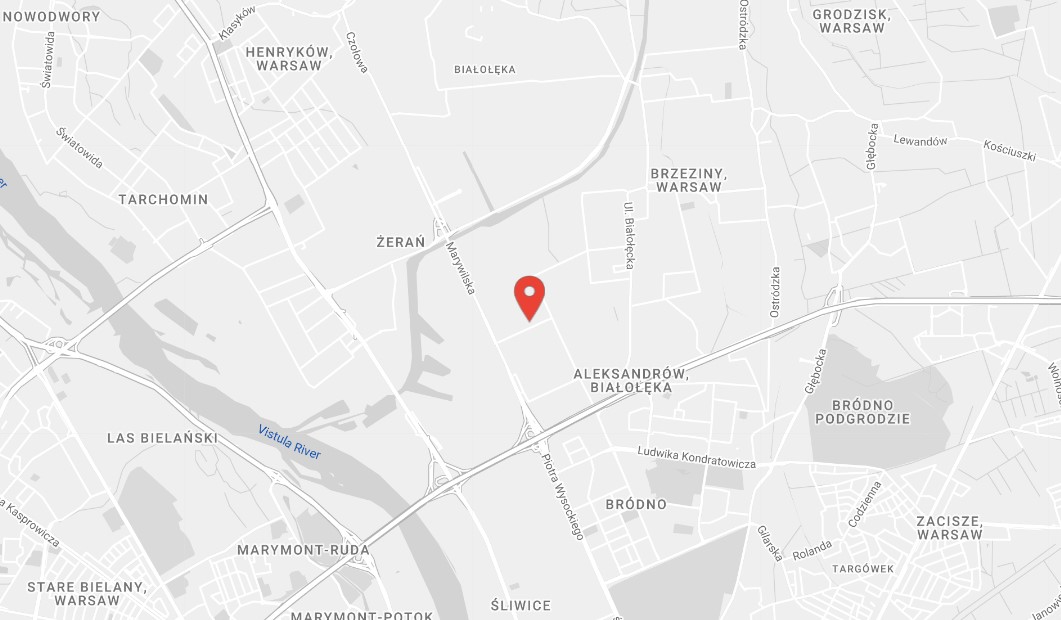 NOWODWORY
Klasyków
Ostródzka
GRODZISK,
WARSAW
Światowida
HENRYKÓW,
WARSAW
Czołowa
BIAŁOŁĘKA
Światowida
Głębocka
Lewandów
Kościuszki
BRZEZINY,
WARSAW
TARCHOMIN
Ul. Białołęcka
ŻERAŃ
Marywilska
Ostródzka
Głębocka
ALEKSANDRÓW,
BIAŁOŁĘKA
BRÓDNO
PODGRODZIE
LAS BIELAŃSKI
Vistula River
Ludwika Kondratowicza
Piotra Wysockiego
BRÓDNO
Codzienna
a Kasprowicza
MARYMONT-RUDA
Gilarska
Rolanda
ZACISZE,
WARSAW
TARGÓWEK
STARE BIELANY,
WARSAW
ŚLIWICE
MARYMONT-POTOK